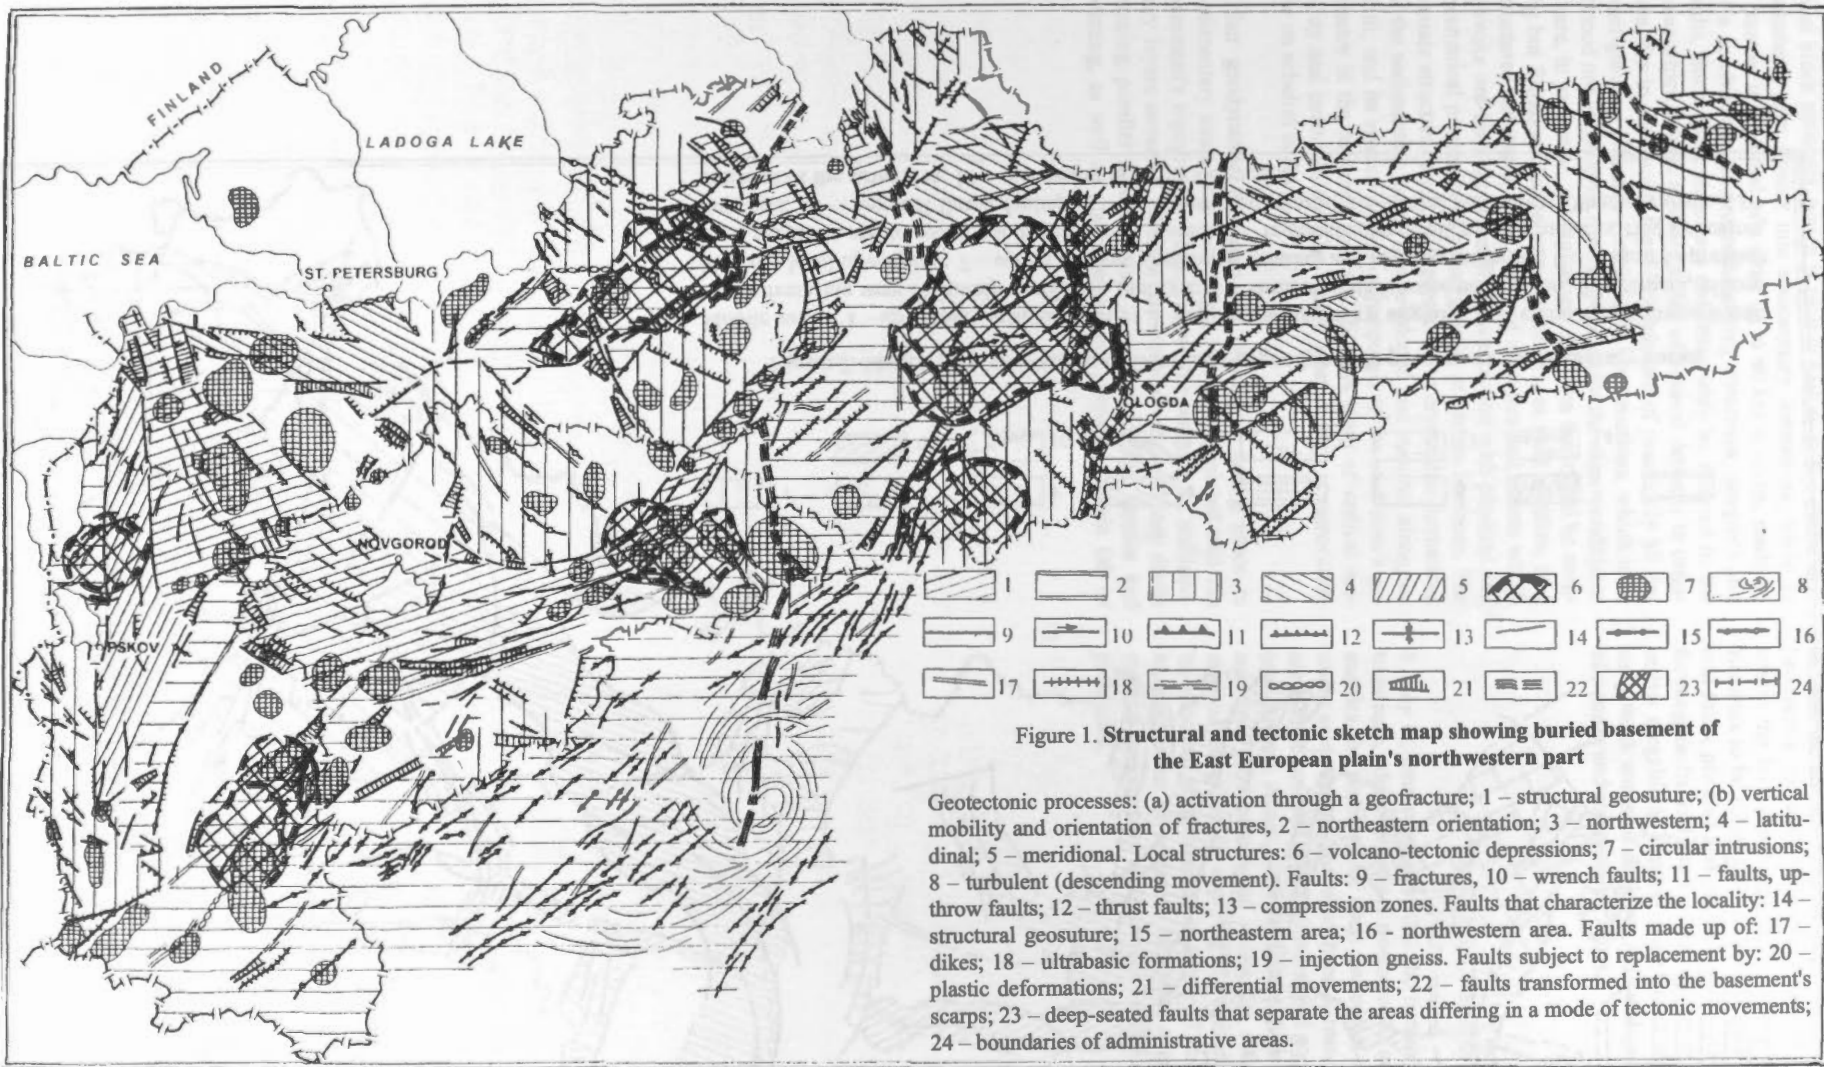 FINLAND
LADOGA LAKE
BALTIC SEA
ST. PETERSBURG
VOLOGDA
NOVGOROD
PSKOV
1 2 3 4 5 6 7 8
9 10 11 12 13 14 15 16
17 18 19 20 21 22 23 24
Figure 1. Structural and tectonic sketch map showing buried basement of
the East European plain's northwestern part
Geotectonic processes: (a) activation through a geofracture; 1 – structural geosuture; (b) vertical
mobility and orientation of fractures, 2 – northeastern orientation; 3 – northwestern; 4 – latitu-
dinal; 5 – meridional. Local structures: 6 – volcano-tectonic depressions; 7 – circular intrusions;
8 – turbulent (descending movement). Faults: 9 – fractures, 10 – wrench faults; 11 – faults, up-
throw faults; 12 – thrust faults; 13 – compression zones. Faults that characterize the locality: 14 –
structural geosuture; 15 – northeastern area; 16 - northwestern area. Faults made up of: 17 –
dikes; 18 – ultrabasic formations; 19 – injection gneiss. Faults subject to replacement by: 20 –
plastic deformations; 21 – differential movements; 22 – faults transformed into the basement's
scarps; 23 – deep-seated faults that separate the areas differing in a mode of tectonic movements;
24 – boundaries of administrative areas.